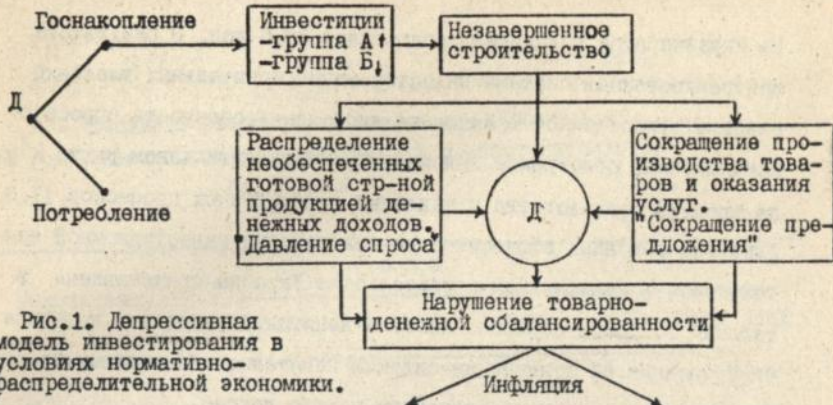 Госнакопление
Инвестиции
-группа А↑
-группа Б↓
Незавершенное
строительство
Д
Потребление
Распределение
необеспеченных
готовой стр-ной
продукцией де-
нежных доходов.
"Давление спроса"
Д'
Сокращение про-
изводства това-
ров и оказания
услуг.
"Сокращение пре-
дложения"
Нарушение товарно-
денежной сбалансированности
Рис.1. Депрессивная
модель инвестирования в
условиях нормативно-
распределительной экономики.
Инфляция